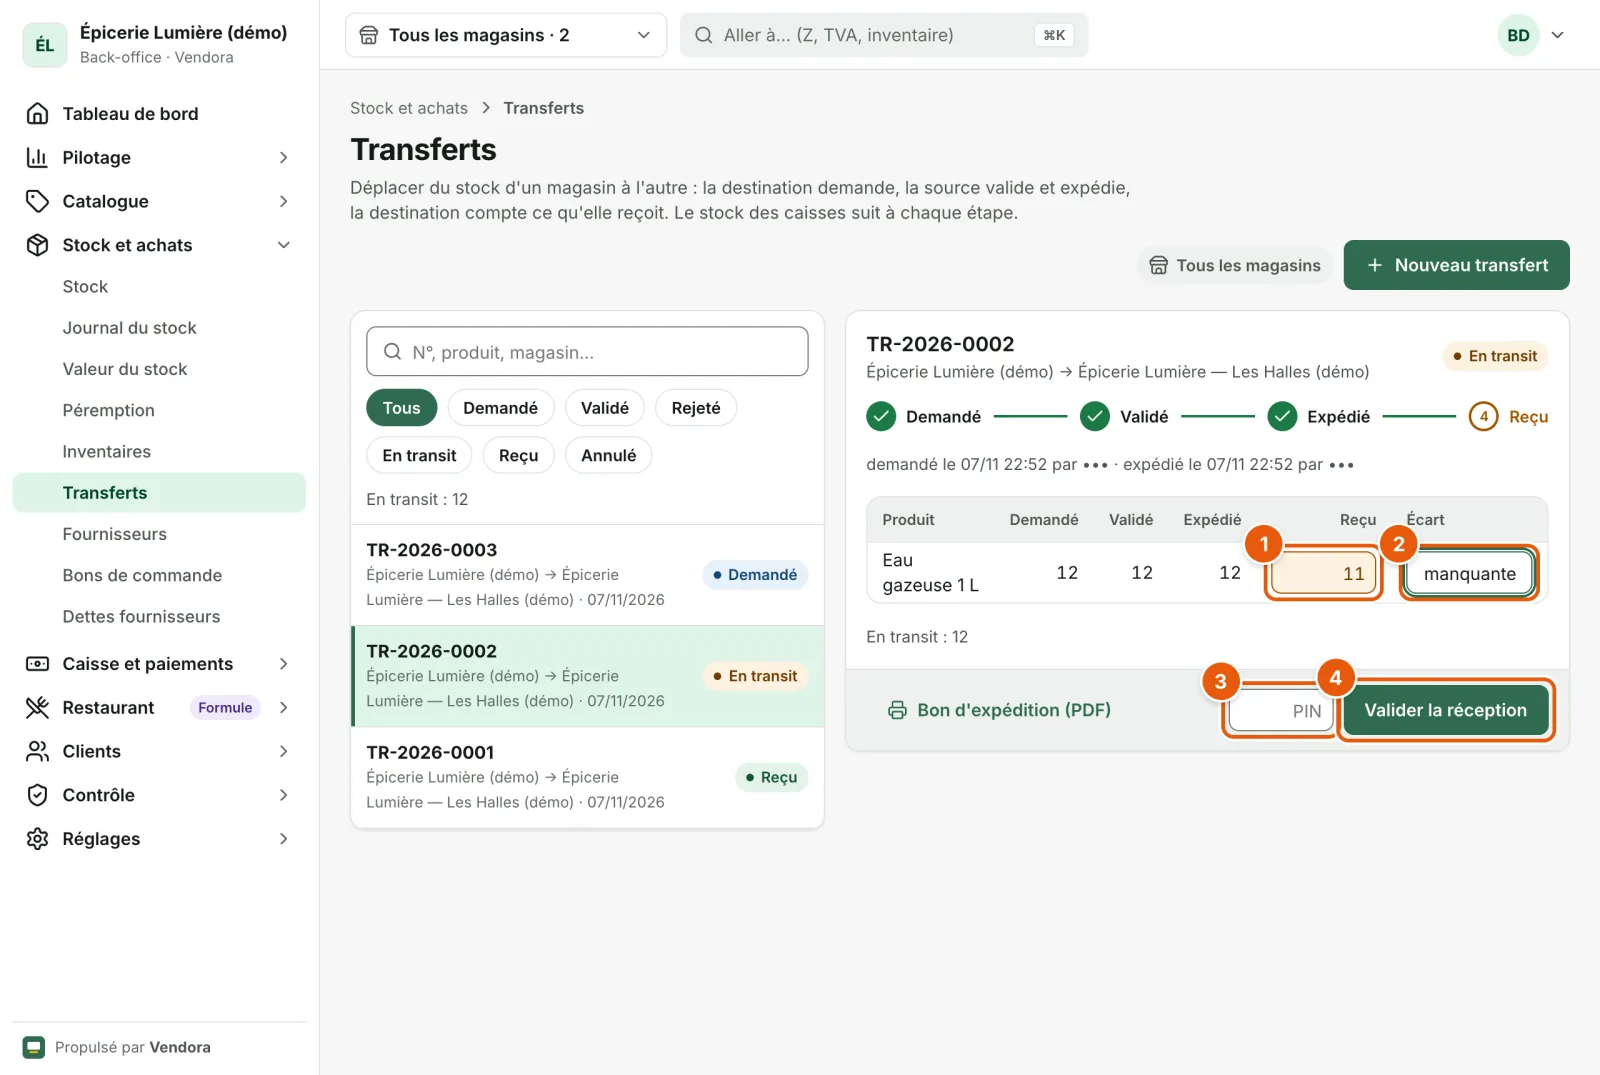 ÉL
Épicerie Lumière (démo)
Back-office · Vendora
Tableau de bord
Pilotage
Catalogue
Stock et achats
Stock
Journal du stock
Valeur du stock
Péremption
Inventaires
Transferts
Fournisseurs
Bons de commande
Dettes fournisseurs
Caisse et paiements
Restaurant Formule
Clients
Contrôle
Réglages
Propulsé par Vendora
Tous les magasins · 2
Aller à... (Z, TVA, inventaire) ⌘K
BD
Stock et achats > Transferts
Transferts
Déplacer du stock d'un magasin à l'autre : la destination demande, la source valide et expédie,
la destination compte ce qu'elle reçoit. Le stock des caisses suit à chaque étape.
Tous les magasins
+ Nouveau transfert
N°, produit, magasin...
Tous Demandé Validé Rejeté
En transit Reçu Annulé
En transit : 12
TR-2026-0003
Épicerie Lumière (démo) → Épicerie
Lumière — Les Halles (démo) · 07/11/2026
Demandé
TR-2026-0002
Épicerie Lumière (démo) → Épicerie
Lumière — Les Halles (démo) · 07/11/2026
En transit
TR-2026-0001
Épicerie Lumière (démo) → Épicerie
Lumière — Les Halles (démo) · 07/11/2026
Reçu
TR-2026-0002
Épicerie Lumière (démo) → Épicerie Lumière — Les Halles (démo)
En transit
Demandé Validé Expédié 4 Reçu
demandé le 07/11 22:52 par ••• · expédié le 07/11 22:52 par •••
Produit Demandé Validé Expédié Reçu Écart
1 2
Eau
gazeuse 1 L
12 12 12 11 manquante
En transit : 12
3 4
Bon d'expédition (PDF) PIN Valider la réception